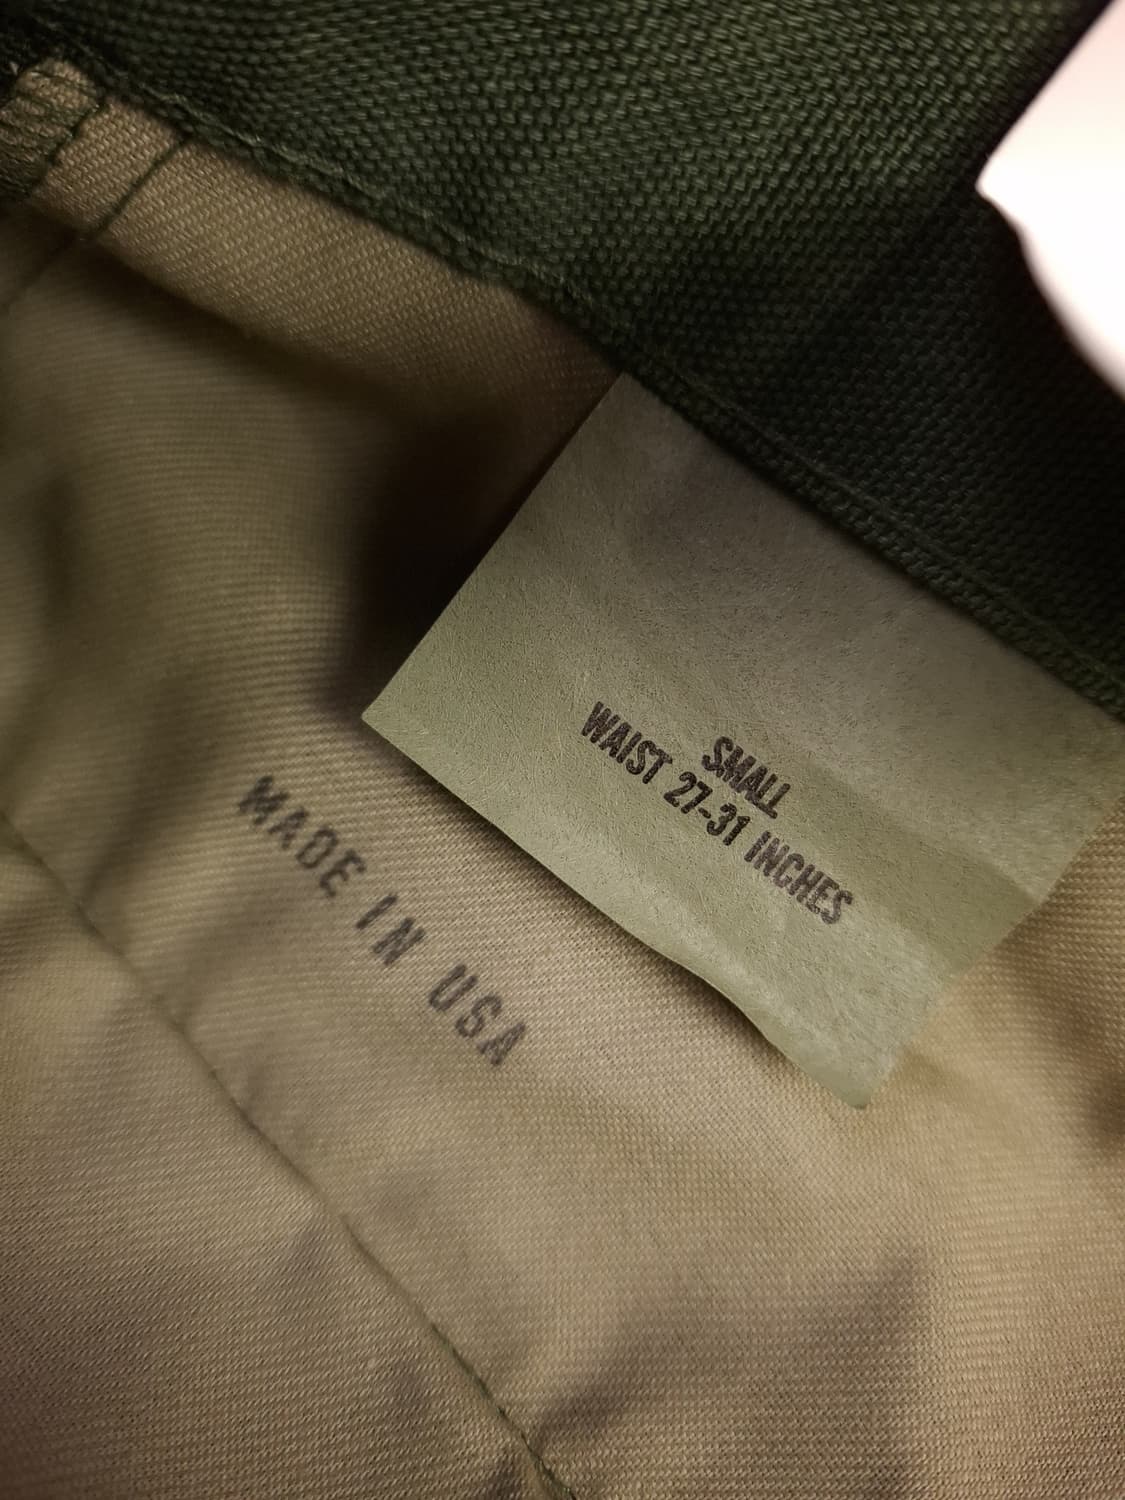 SMALL
WAIST 27-31 INCHES
MADE IN USA